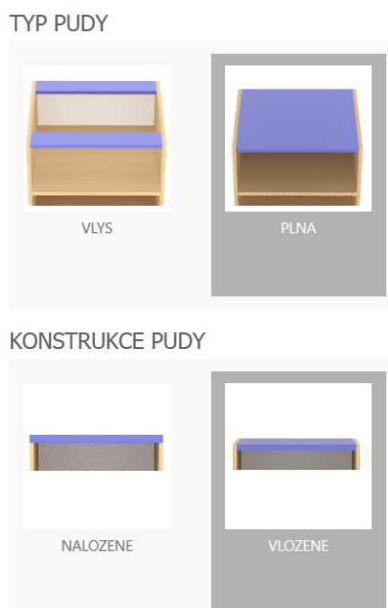 TYP PUDY
VLYS
PLNA
KONSTRUKCE PUDY
NALOZENE
VLOZENE